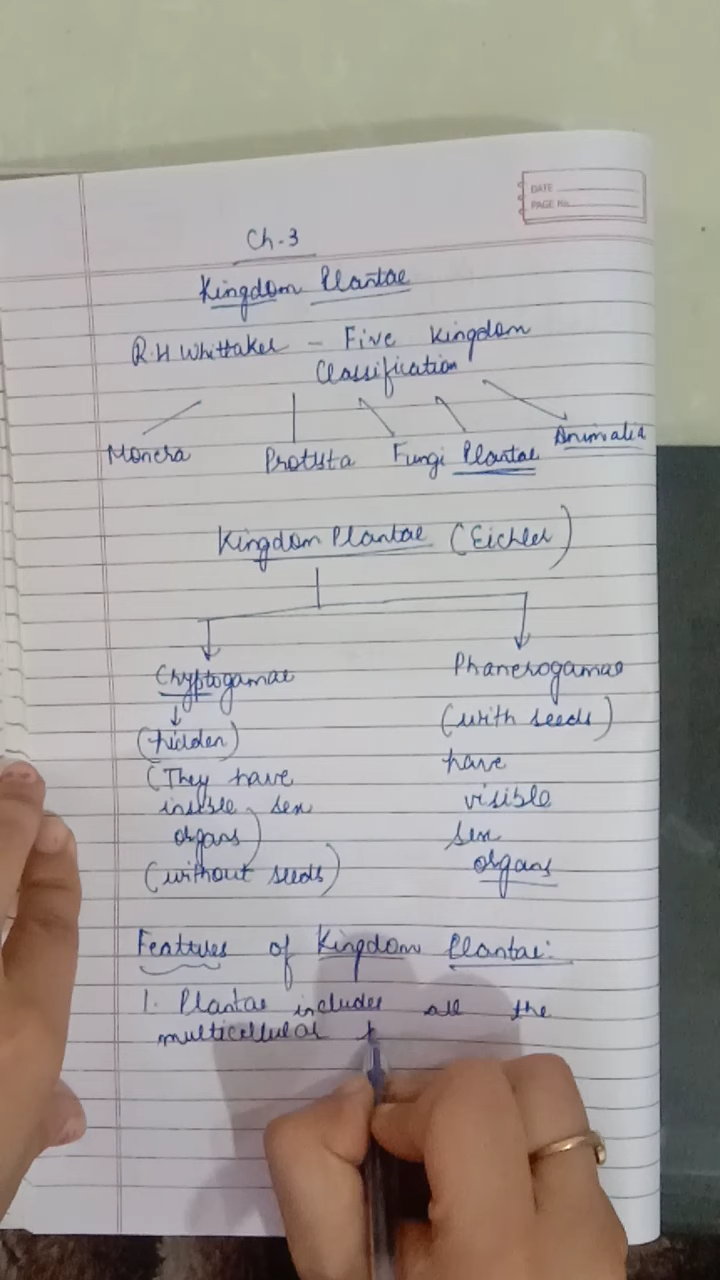 DATE
PAGE No.
Ch.3
Kingdom Plantae
R.H Whittaker - Five Kingdom
Classification
Monera Protista Fungi Plantae Animalia
Kingdom Plantae (Eichler)
Cryptogamae Phanerogamae
(hidden) (with seeds)
(They have have
insible sex visible
organs) sex
(without seeds) organs
Features of Kingdom Plantae:
1. Plantae includes all the
multicellular